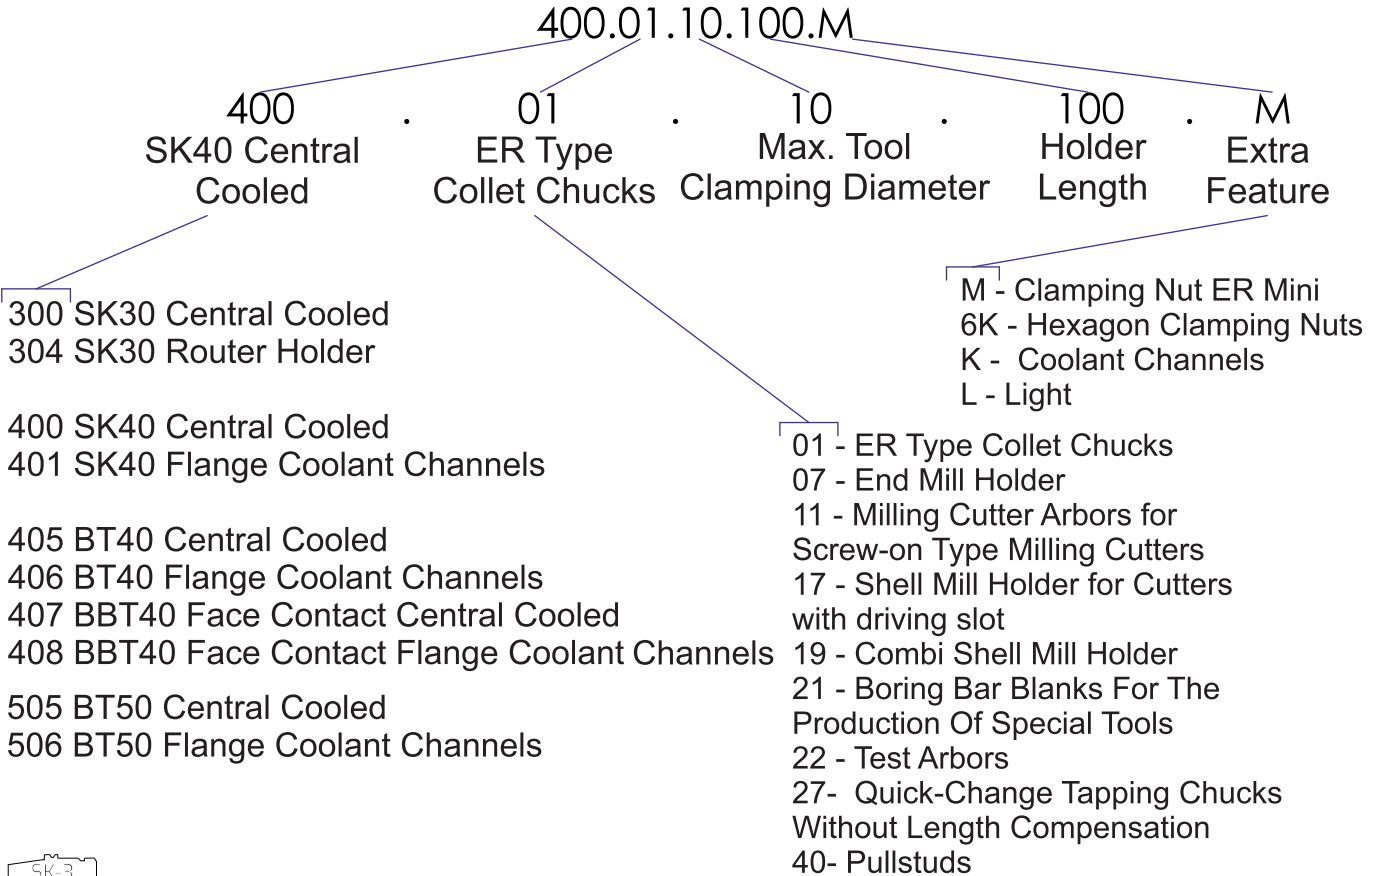 400.01.10.100.M
400 . 01 . 10 . 100 . M
SK40 Central
Cooled
ER Type
Collet Chucks
Max. Tool
Clamping Diameter
Holder
Length
Extra
Feature
300 SK30 Central Cooled
304 SK30 Router Holder
400 SK40 Central Cooled
401 SK40 Flange Coolant Channels
405 BT40 Central Cooled
406 BT40 Flange Coolant Channels
407 BBT40 Face Contact Central Cooled
408 BBT40 Face Contact Flange Coolant Channels
505 BT50 Central Cooled
506 BT50 Flange Coolant Channels
M - Clamping Nut ER Mini
6K - Hexagon Clamping Nuts
K -  Coolant Channels
L - Light
01 - ER Type Collet Chucks
07 - End Mill Holder
11 - Milling Cutter Arbors for
Screw-on Type Milling Cutters
17 - Shell Mill Holder for Cutters
with driving slot
19 - Combi Shell Mill Holder
21 - Boring Bar Blanks For The
Production Of Special Tools
22 - Test Arbors
27-  Quick-Change Tapping Chucks
Without Length Compensation
40- Pullstuds